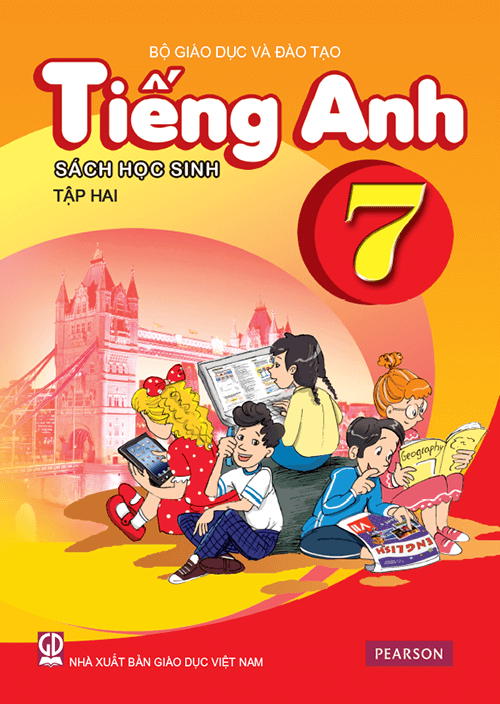 BỘ GIÁO DỤC VÀ ĐÀO TẠO
Tiếng Anh
SÁCH HỌC SINH
TẬP HAI
7
Geography
VII
ENGLISH
GD
NHÀ XUẤT BẢN GIÁO DỤC VIỆT NAM
PEARSON